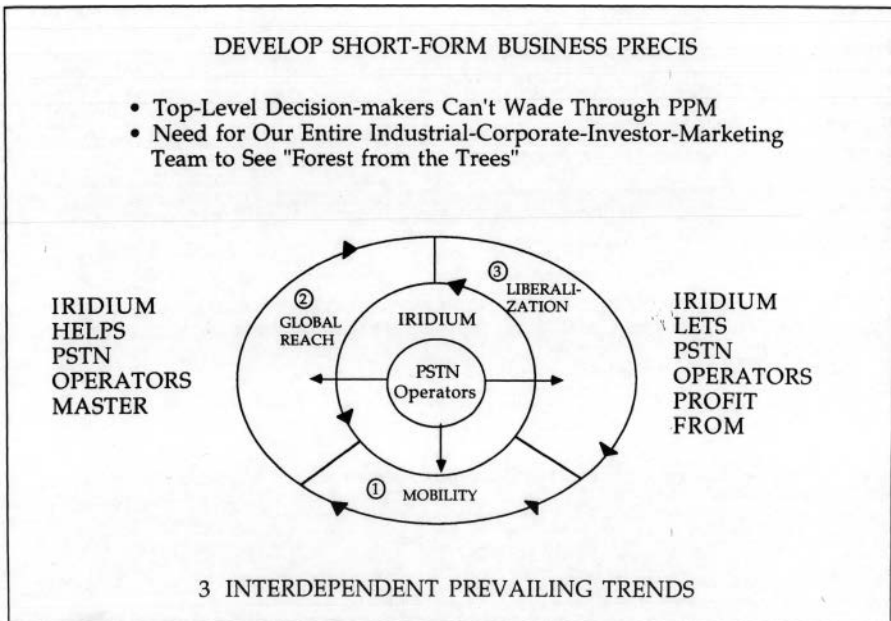 DEVELOP SHORT-FORM BUSINESS PRECIS
• Top-Level Decision-makers Can't Wade Through PPM
• Need for Our Entire Industrial-Corporate-Investor-Marketing
Team to See "Forest from the Trees"
IRIDIUM
HELPS
PSTN
OPERATORS
MASTER
②
GLOBAL
REACH
③
LIBERALI-
ZATION
IRIDIUM
PSTN
Operators
① MOBILITY
IRIDIUM
LETS
PSTN
OPERATORS
PROFIT
FROM
3 INTERDEPENDENT PREVAILING TRENDS